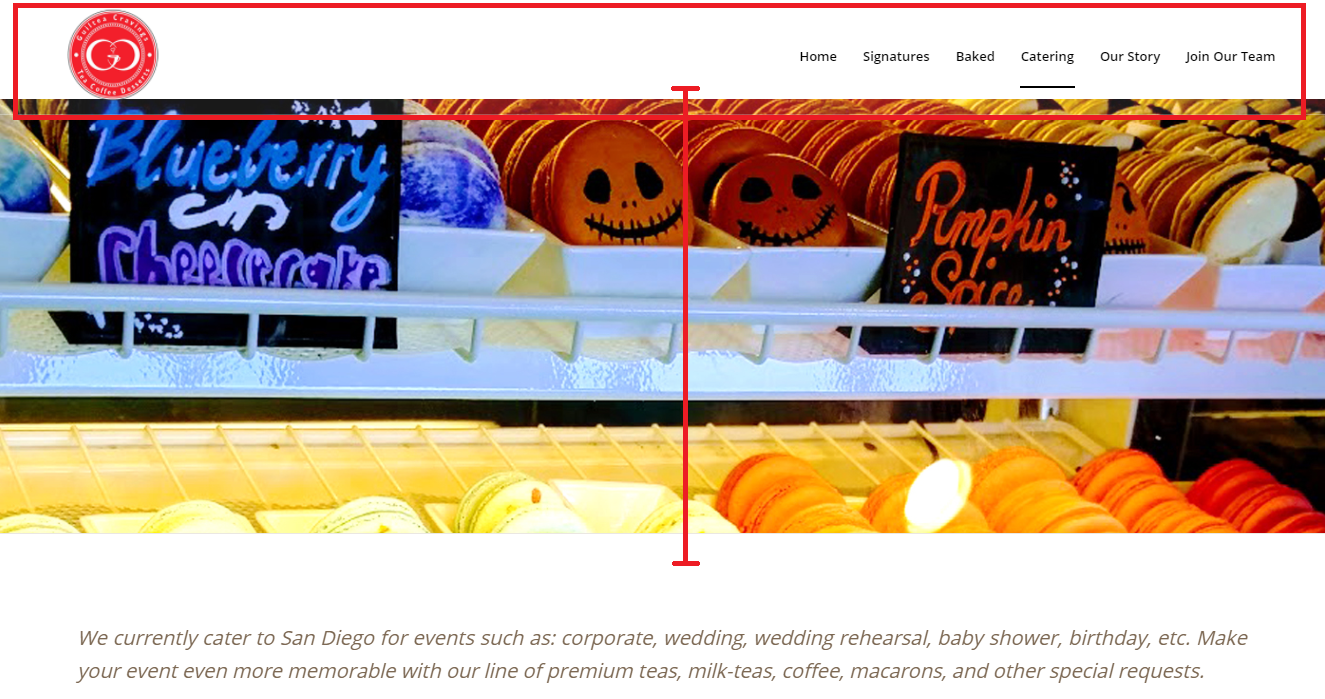 Guiltea Cravings
Tea Coffee Desserts
Home Signatures Baked Catering Our Story Join Our Team
Blueberry
Cheesecake
Pumpkin
Spice
We currently cater to San Diego for events such as: corporate, wedding, wedding rehearsal, baby shower, birthday, etc. Make
your event even more memorable with our line of premium teas, milk-teas, coffee, macarons, and other special requests.